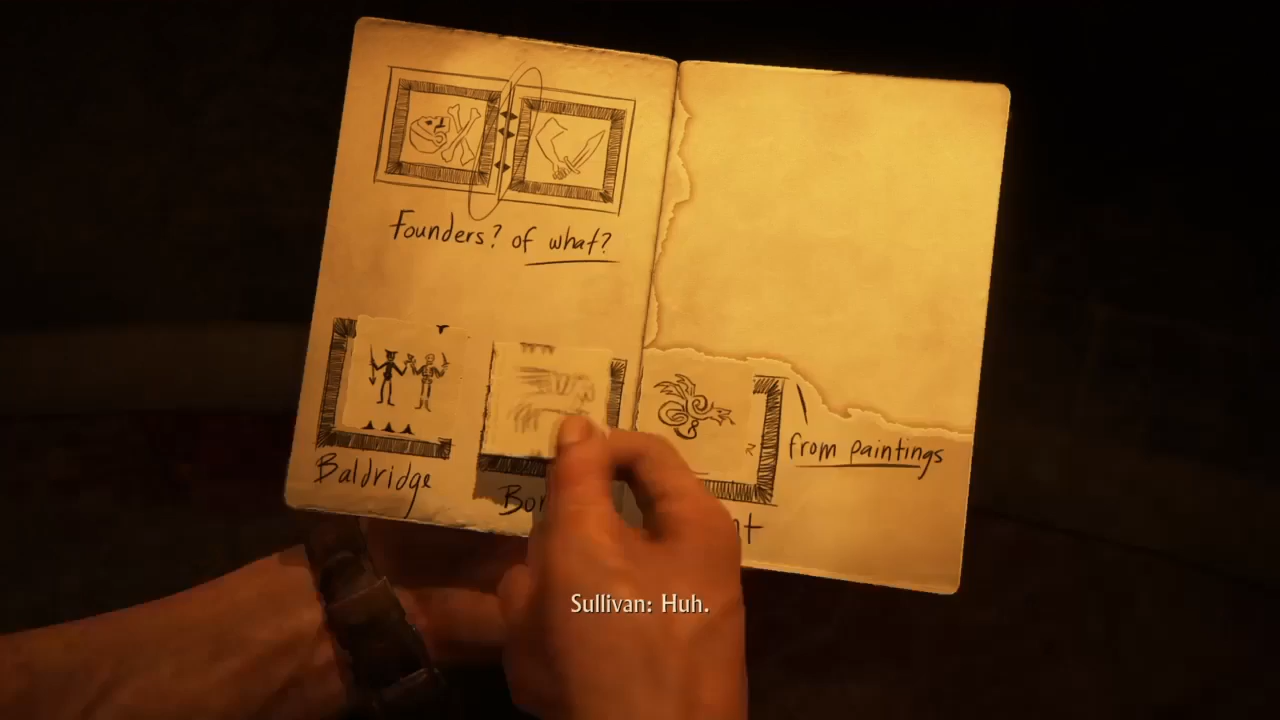 Founders? of what?
from paintings
Baldridge
Sullivan: Huh.